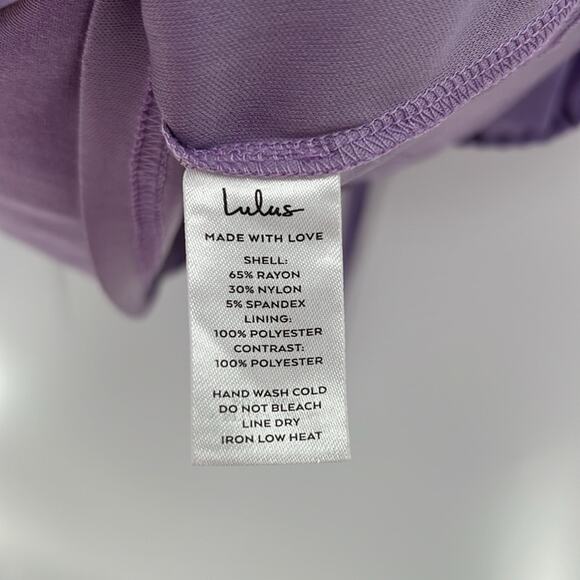 Lulus
MADE WITH LOVE
SHELL:
65% RAYON
30% NYLON
5% SPANDEX
LINING:
100% POLYESTER
CONTRAST:
100% POLYESTER
HAND WASH COLD
DO NOT BLEACH
LINE DRY
IRON LOW HEAT